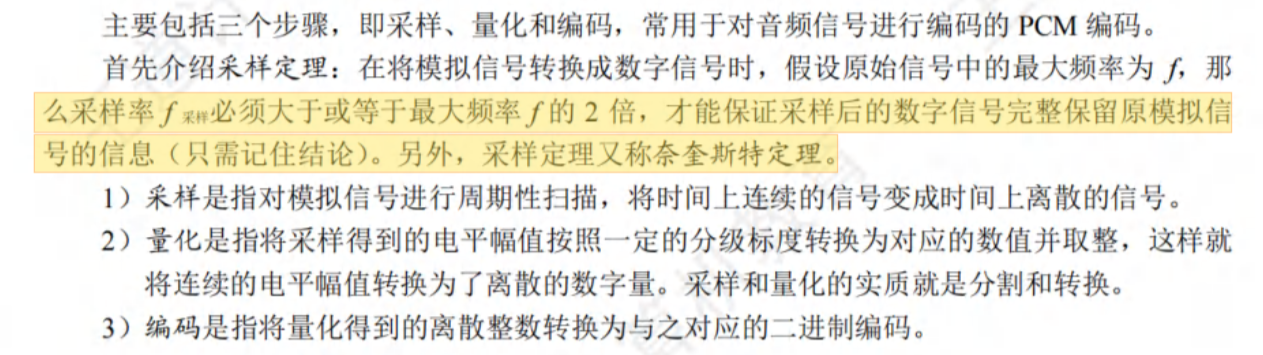 主要包括三个步骤，即采样、量化和编码，常用于对音频信号进行编码的 PCM 编码。
首先介绍采样定理：在将模拟信号转换成数字信号时，假设原始信号中的最大频率为 f，那
么采样率 f 采样必须大于或等于最大频率 f 的 2 倍，才能保证采样后的数字信号完整保留原模拟信
号的信息（只需记住结论）。另外，采样定理又称奈奎斯特定理。
1）采样是指对模拟信号进行周期性扫描，将时间上连续的信号变成时间上离散的信号。
2）量化是指将采样得到的电平幅值按照一定的分级标度转换为对应的数值并取整，这样就
将连续的电平幅值转换为了离散的数字量。采样和量化的实质就是分割和转换。
3）编码是指将量化得到的离散整数转换为与之对应的二进制编码。